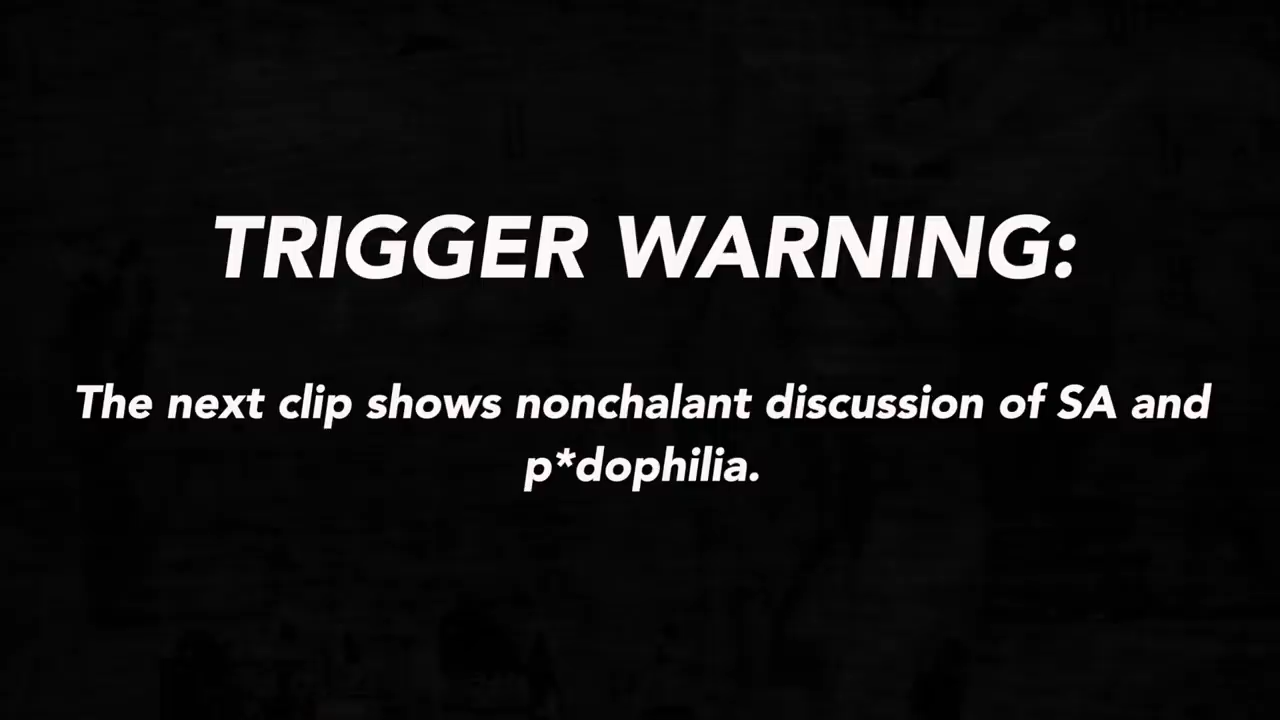 TRIGGER WARNING:
The next clip shows nonchalant discussion of SA and
p*dophilia.